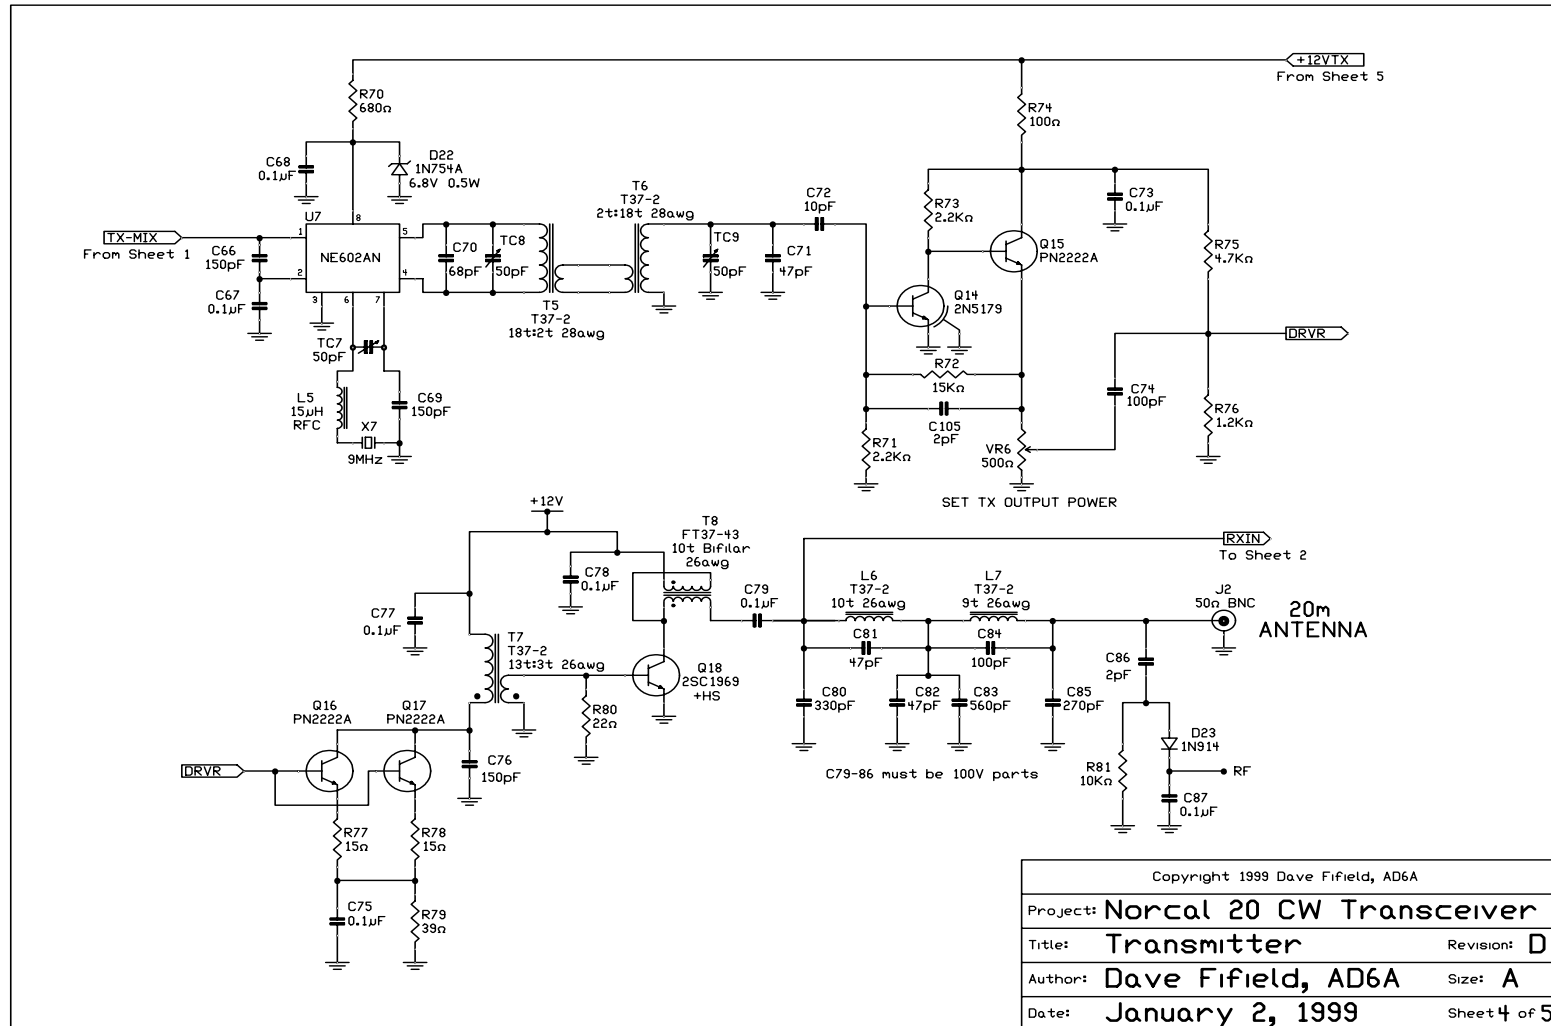 +12VTX
From Sheet 5
R70
680Ω
R74
100Ω
C68
0.1µF
D22
1N754A
6.8V 0.5W
T6
T37-2
2t:18t 28awg
C72
10pF
R73
2.2KΩ
C73
0.1µF
U7
8
TX-MIX
From Sheet 1
1
5
C66
150pF
NE602AN
C70
68pF
TC8
50pF
TC9
50pF
C71
47pF
Q15
PN2222A
R75
4.7KΩ
2
4
C67
0.1µF
3
6
7
T5
T37-2
18t:2t 28awg
Q14
2N5179
DRVR
TC7
50pF
R72
15KΩ
L5
15µH
RFC
C69
150pF
C74
100pF
X7
9MHz
C105
2pF
R76
1.2KΩ
R71
2.2KΩ
VR6
500Ω
SET TX OUTPUT POWER
+12V
T8
FT37-43
10t Bifilar
26awg
RXIN
To Sheet 2
C78
0.1µF
C79
0.1µF
L6
T37-2
10t 26awg
L7
T37-2
9t 26awg
J2
50Ω BNC
20m
ANTENNA
C77
0.1µF
T7
T37-2
13t:3t 26awg
C81
47pF
C84
100pF
C86
2pF
Q18
2SC1969
+HS
R80
22Ω
C80
330pF
C82
47pF
C83
560pF
C85
270pF
Q16
PN2222A
Q17
PN2222A
D23
1N914
DRVR
C76
150pF
C79-86 must be 100V parts
R81
10KΩ
RF
C87
0.1µF
R77
15Ω
R78
15Ω
C75
0.1µF
R79
39Ω
Copyright 1999 Dave Fifield, AD6A
Project: Norcal 20 CW Transceiver
Title: Transmitter Revision: D
Author: Dave Fifield, AD6A Size: A
Date: January 2, 1999 Sheet 4 of 5